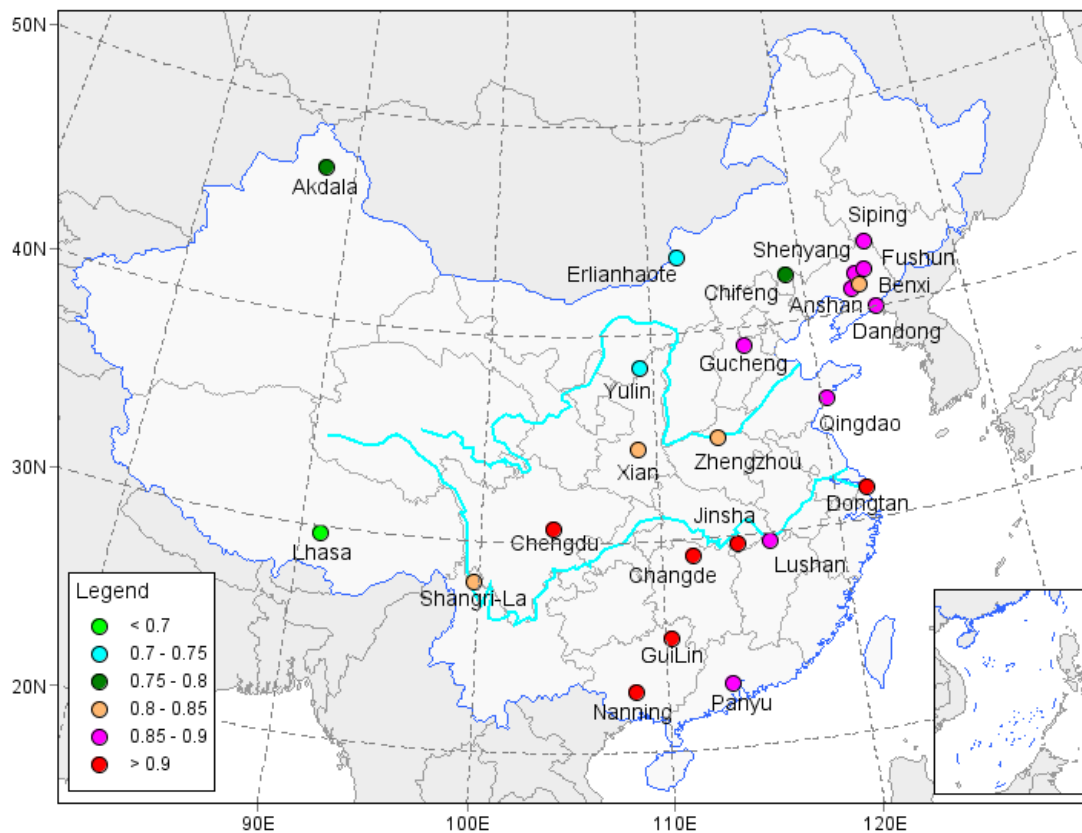 50N
40N
30N
20N
90E
100E
110E
120E
Akdala
Siping
Shenyang
Fushun
Erlianhaote
Chifeng
Benxi
Anshan
Dandong
Gucheng
Yulin
Qingdao
Xian
Zhengzhou
Dongtan
Jinsha
Chengdu
Lhasa
Lushan
Changde
Shangri-La
GuiLin
Nanning
Panyu
Legend
< 0.7
0.7 - 0.75
0.75 - 0.8
0.8 - 0.85
0.85 - 0.9
> 0.9